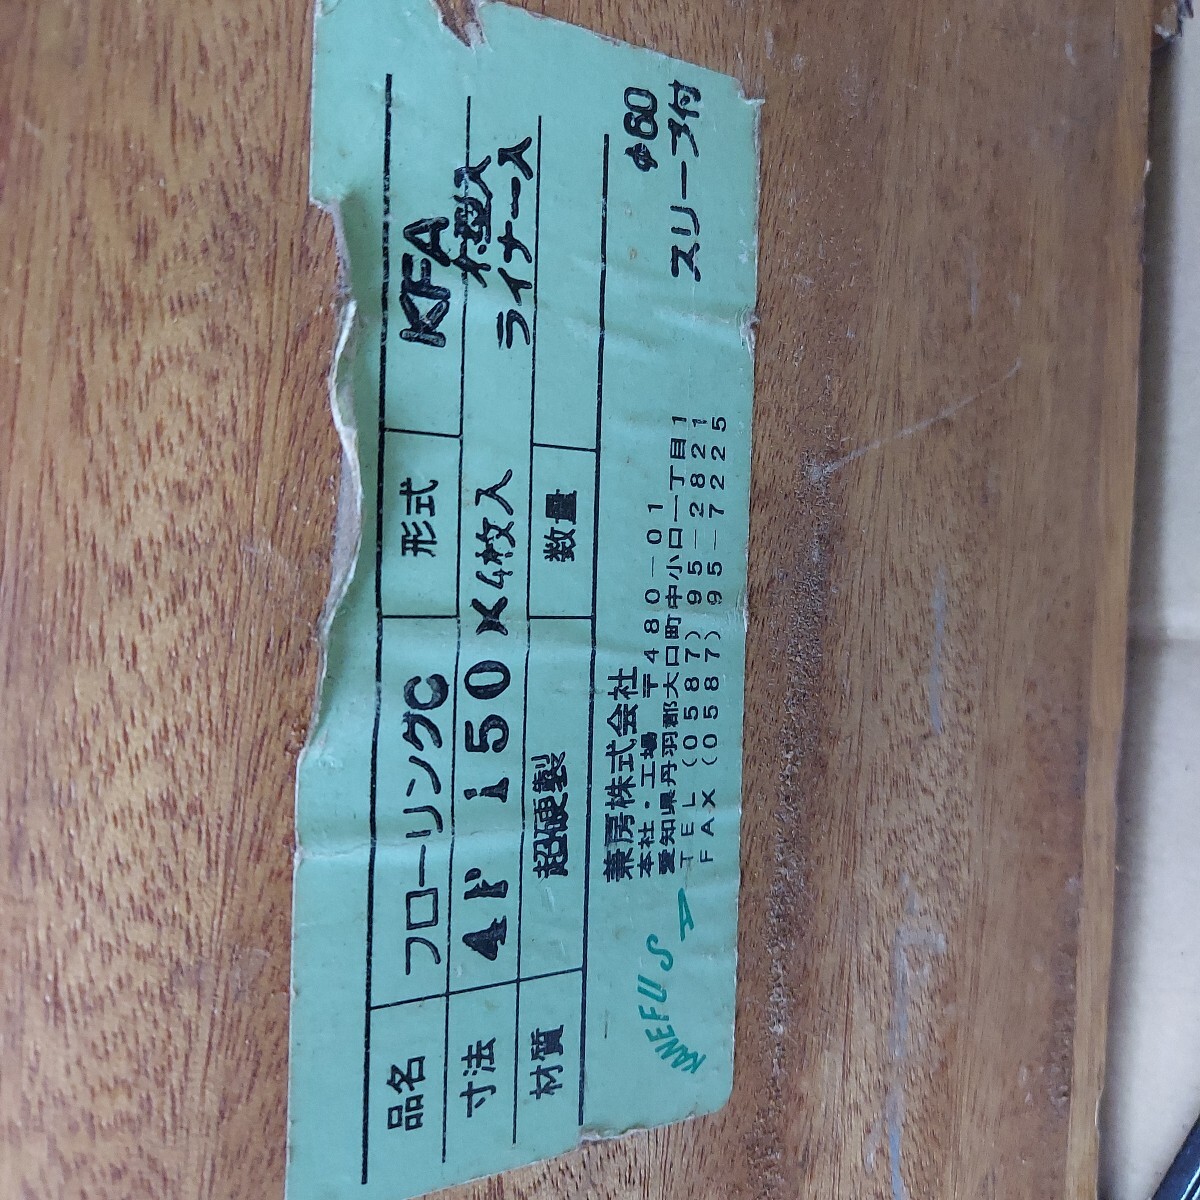 品名 フローリングC 形式 KFA
寸法 4P 150×4枚入 木型入
ライナー入
材質 超硬製 数量
兼房株式会社
本社・工場 〒480-01
愛知県丹羽郡大口町中小口一丁目1
TEL (0587) 95-2821
FAX (0587) 95-7225
KANEFUSA
φ60
スリーブ付